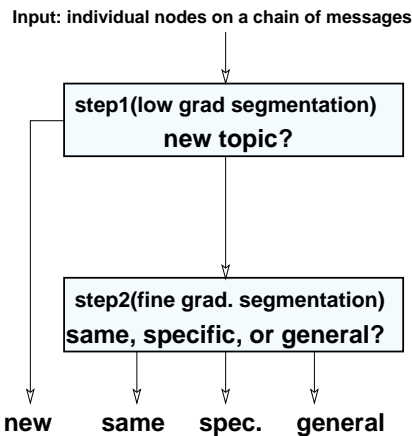 Input: individual nodes on a chain of messages
step1(low grad segmentation)
new topic?
step2(fine grad. segmentation)
same, specific, or general?
new same spec. general